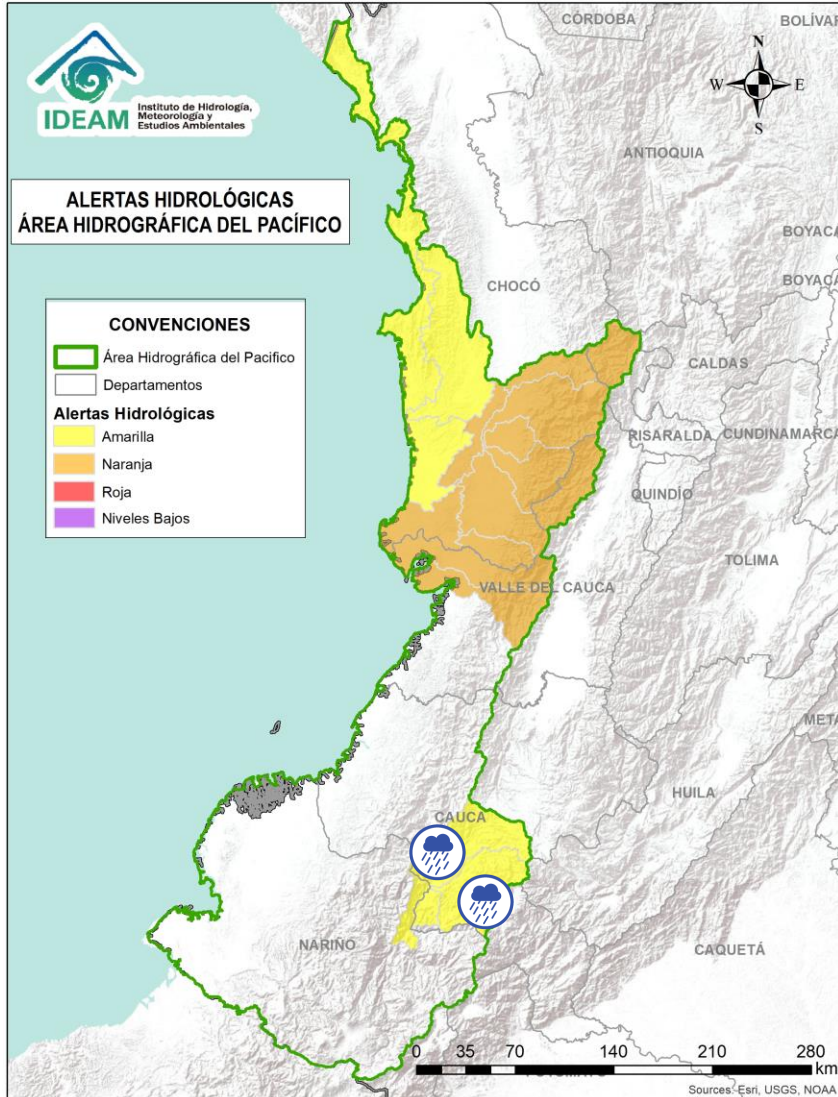 CÓRDOBA
BOLÍVAR
IDEAM
Instituto de Hidrología,
Meteorología y
Estudios Ambientales
N
W
E
S
ANTIOQUIA
ALERTAS HIDROLÓGICAS
ÁREA HIDROGRÁFICA DEL PACÍFICO
BOYACÁ
BOYACÁ
CHOCÓ
CONVENCIONES
Área Hidrográfica del Pacifico
Departamentos
Alertas Hidrológicas
Amarilla
Naranja
Roja
Niveles Bajos
CALDAS
RISARALDA
CUNDINAMARCA
QUINDÍO
TOLIMA
VALLE DEL CAUCA
META
HUILA
CAUCA
NARIÑO
CAQUETÁ
0 35 70 140 210 280
km
Sources: Esri, USGS, NOAA